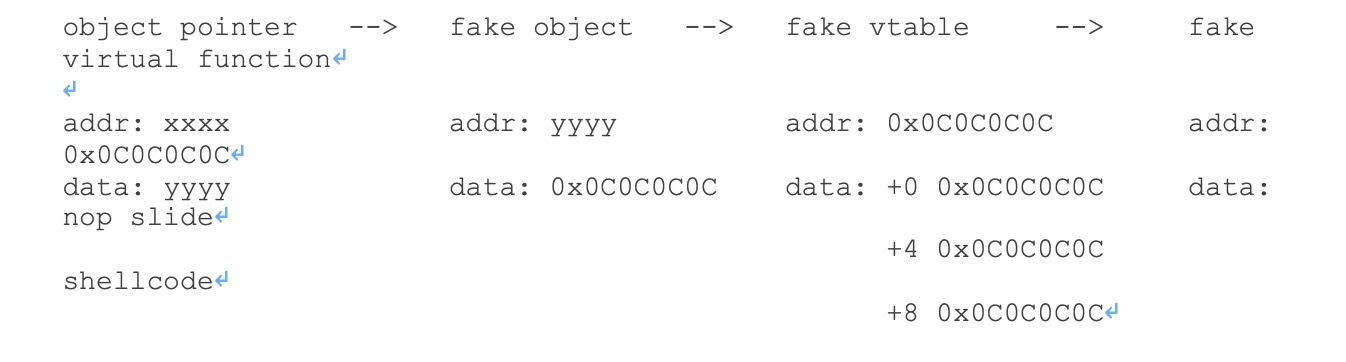 object pointer   -->   fake object   -->   fake vtable     -->     fake
virtual function↵
↵
addr: xxxx             addr: yyyy          addr: 0x0C0C0C0C        addr:
0x0C0C0C0C↵
data: yyyy             data: 0x0C0C0C0C    data: +0 0x0C0C0C0C     data:
nop slide↵
                                                 +4 0x0C0C0C0C
shellcode↵
                                                 +8 0x0C0C0C0C↵